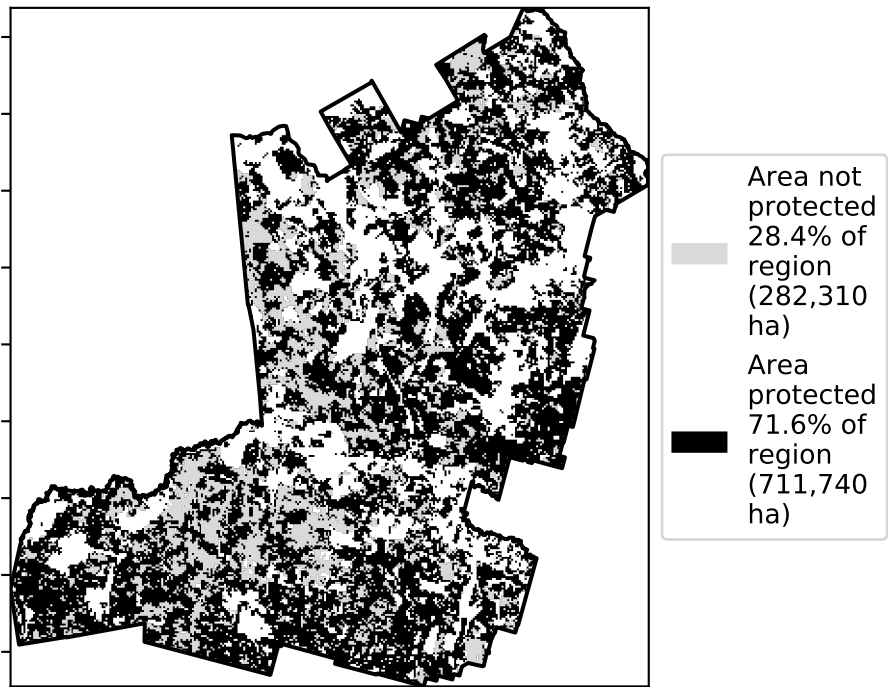 Area not
protected
28.4% of
region
(282,310
ha)
Area
protected
71.6% of
region
(711,740
ha)